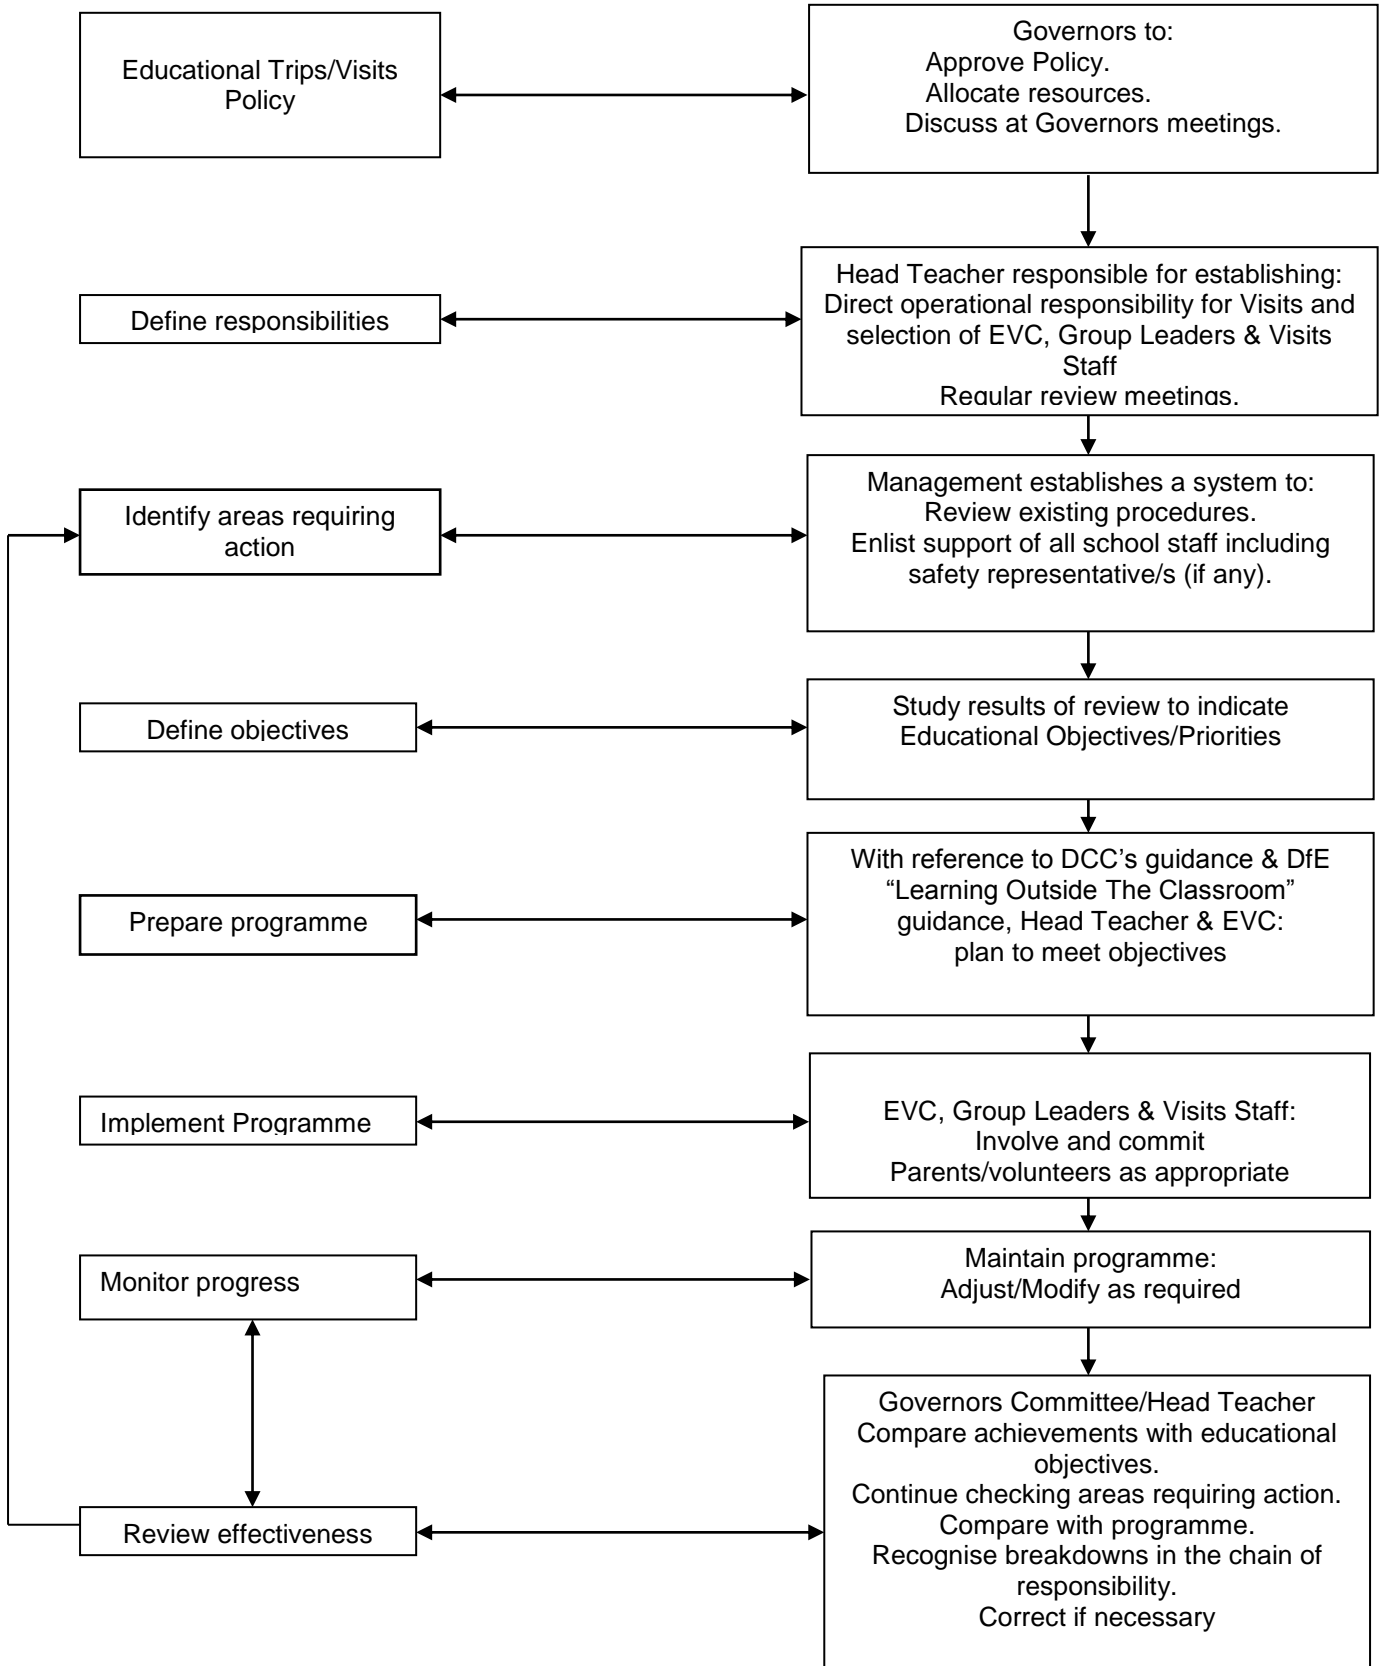 Educational Trips/Visits
Policy
Governors to:
Approve Policy.
Allocate resources.
Discuss at Governors meetings.
Define responsibilities
Head Teacher responsible for establishing:
Direct operational responsibility for Visits and
selection of EVC, Group Leaders & Visits
Staff
Regular review meetings.
Identify areas requiring
action
Management establishes a system to:
Review existing procedures.
Enlist support of all school staff including
safety representative/s (if any).
Define objectives
Study results of review to indicate
Educational Objectives/Priorities
Prepare programme
With reference to DCC’s guidance & DfE
“Learning Outside The Classroom”
guidance, Head Teacher & EVC:
plan to meet objectives
Implement Programme
EVC, Group Leaders & Visits Staff:
Involve and commit
Parents/volunteers as appropriate
Monitor progress
Maintain programme:
Adjust/Modify as required
Review effectiveness
Governors Committee/Head Teacher
Compare achievements with educational
objectives.
Continue checking areas requiring action.
Compare with programme.
Recognise breakdowns in the chain of
responsibility.
Correct if necessary